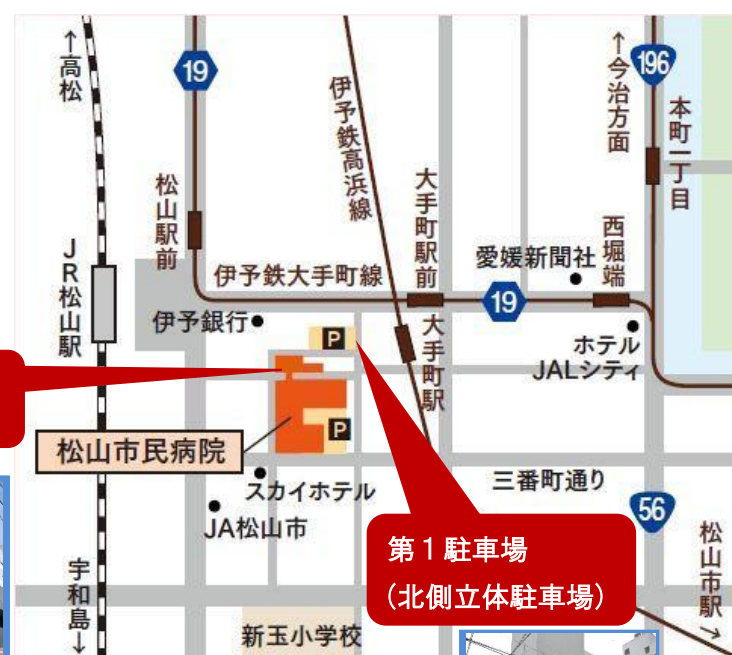 ↑高松
19
伊予鉄高浜線
↑今治方面
196
本町一丁目
松山駅前
大手町駅前
西堀端
愛媛新聞社
JR松山駅
伊予鉄大手町線
19
伊予銀行
P
大手町駅
ホテル
JALシティ
松山市民病院
P
スカイホテル
三番町通り
56
JA松山市
第1駐車場
(北側立体駐車場)
松山市駅→
宇和島↓
新玉小学校